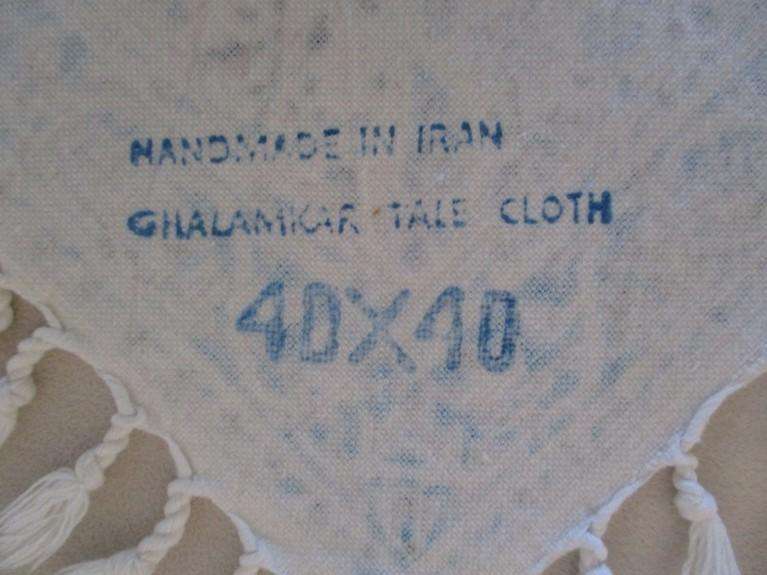 HANDMADE IN IRAN
GHALAMKAR TALE CLOTH
40X40